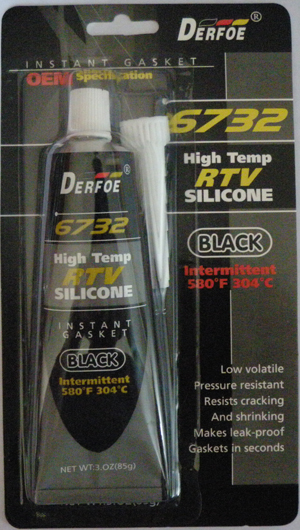 DERFOE®
INSTANT GASKET
OEM Specification
6732
High Temp
RTV
SILICONE
BLACK
Intermittent
580°F 304°C
Low volatile
Pressure resistant
Resists cracking
And shrinking
Makes leak-proof
Gaskets in seconds
DERFOE®
6732
High Temp
RTV
SILICONE
INSTANT
GASKET
BLACK
Intermittent
580°F 304°C
NET WT:3.OZ(85g)